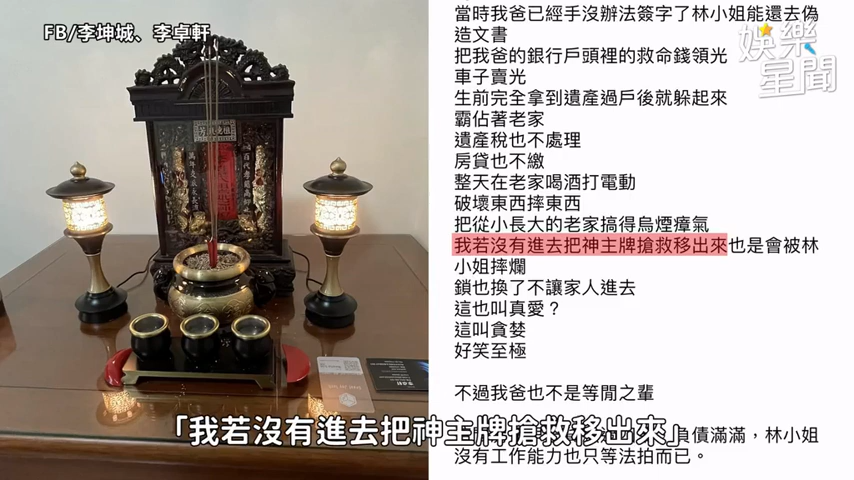 FB/李坤城、李卓軒
娛樂星聞
當時我爸已經手沒辦法簽字了林小姐能還去偽
造文書
把我爸的銀行戶頭裡的救命錢領光
車子賣光
生前完全拿到遺產過戶後就躲起來
霸佔著老家
遺產稅也不處理
房貸也不繳
整天在老家喝酒打電動
破壞東西摔東西
把從小長大的老家搞得烏煙瘴氣
我若沒有進去把神主牌搶救移出來也是會被林
小姐摔爛
鎖也換了不讓家人進去
這也叫真愛？
這叫貪婪
好笑至極
不過我爸也不是等閒之輩
負債滿滿，林小姐
沒有工作能力也只等法拍而已。
「我若沒有進去把神主牌搶救移出來」